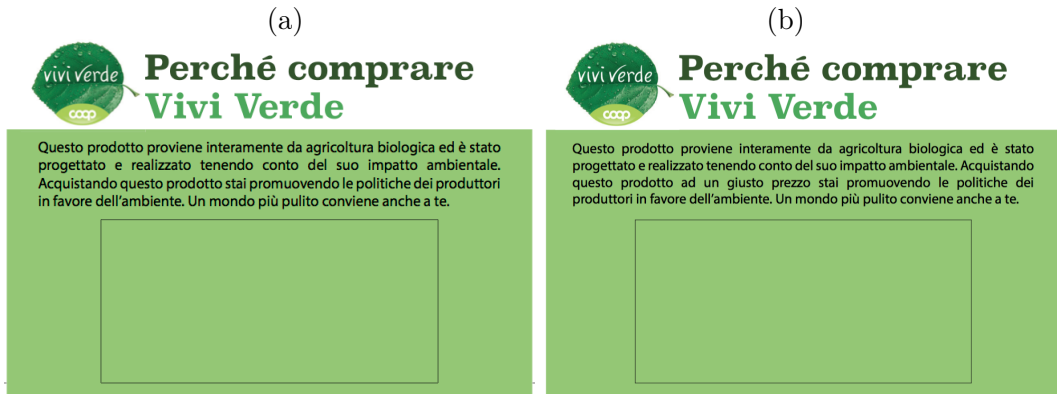 (a)
vivi verde
coop
Perché comprare
Vivi Verde
Questo prodotto proviene interamente da agricoltura biologica ed è stato
progettato e realizzato tenendo conto del suo impatto ambientale.
Acquistando questo prodotto stai promuovendo le politiche dei produttori
in favore dell'ambiente. Un mondo più pulito conviene anche a te.
(b)
vivi verde
coop
Perché comprare
Vivi Verde
Questo prodotto proviene interamente da agricoltura biologica ed è stato
progettato e realizzato tenendo conto del suo impatto ambientale. Acquistando
questo prodotto ad un giusto prezzo stai promuovendo le politiche dei
produttori in favore dell'ambiente. Un mondo più pulito conviene anche a te.